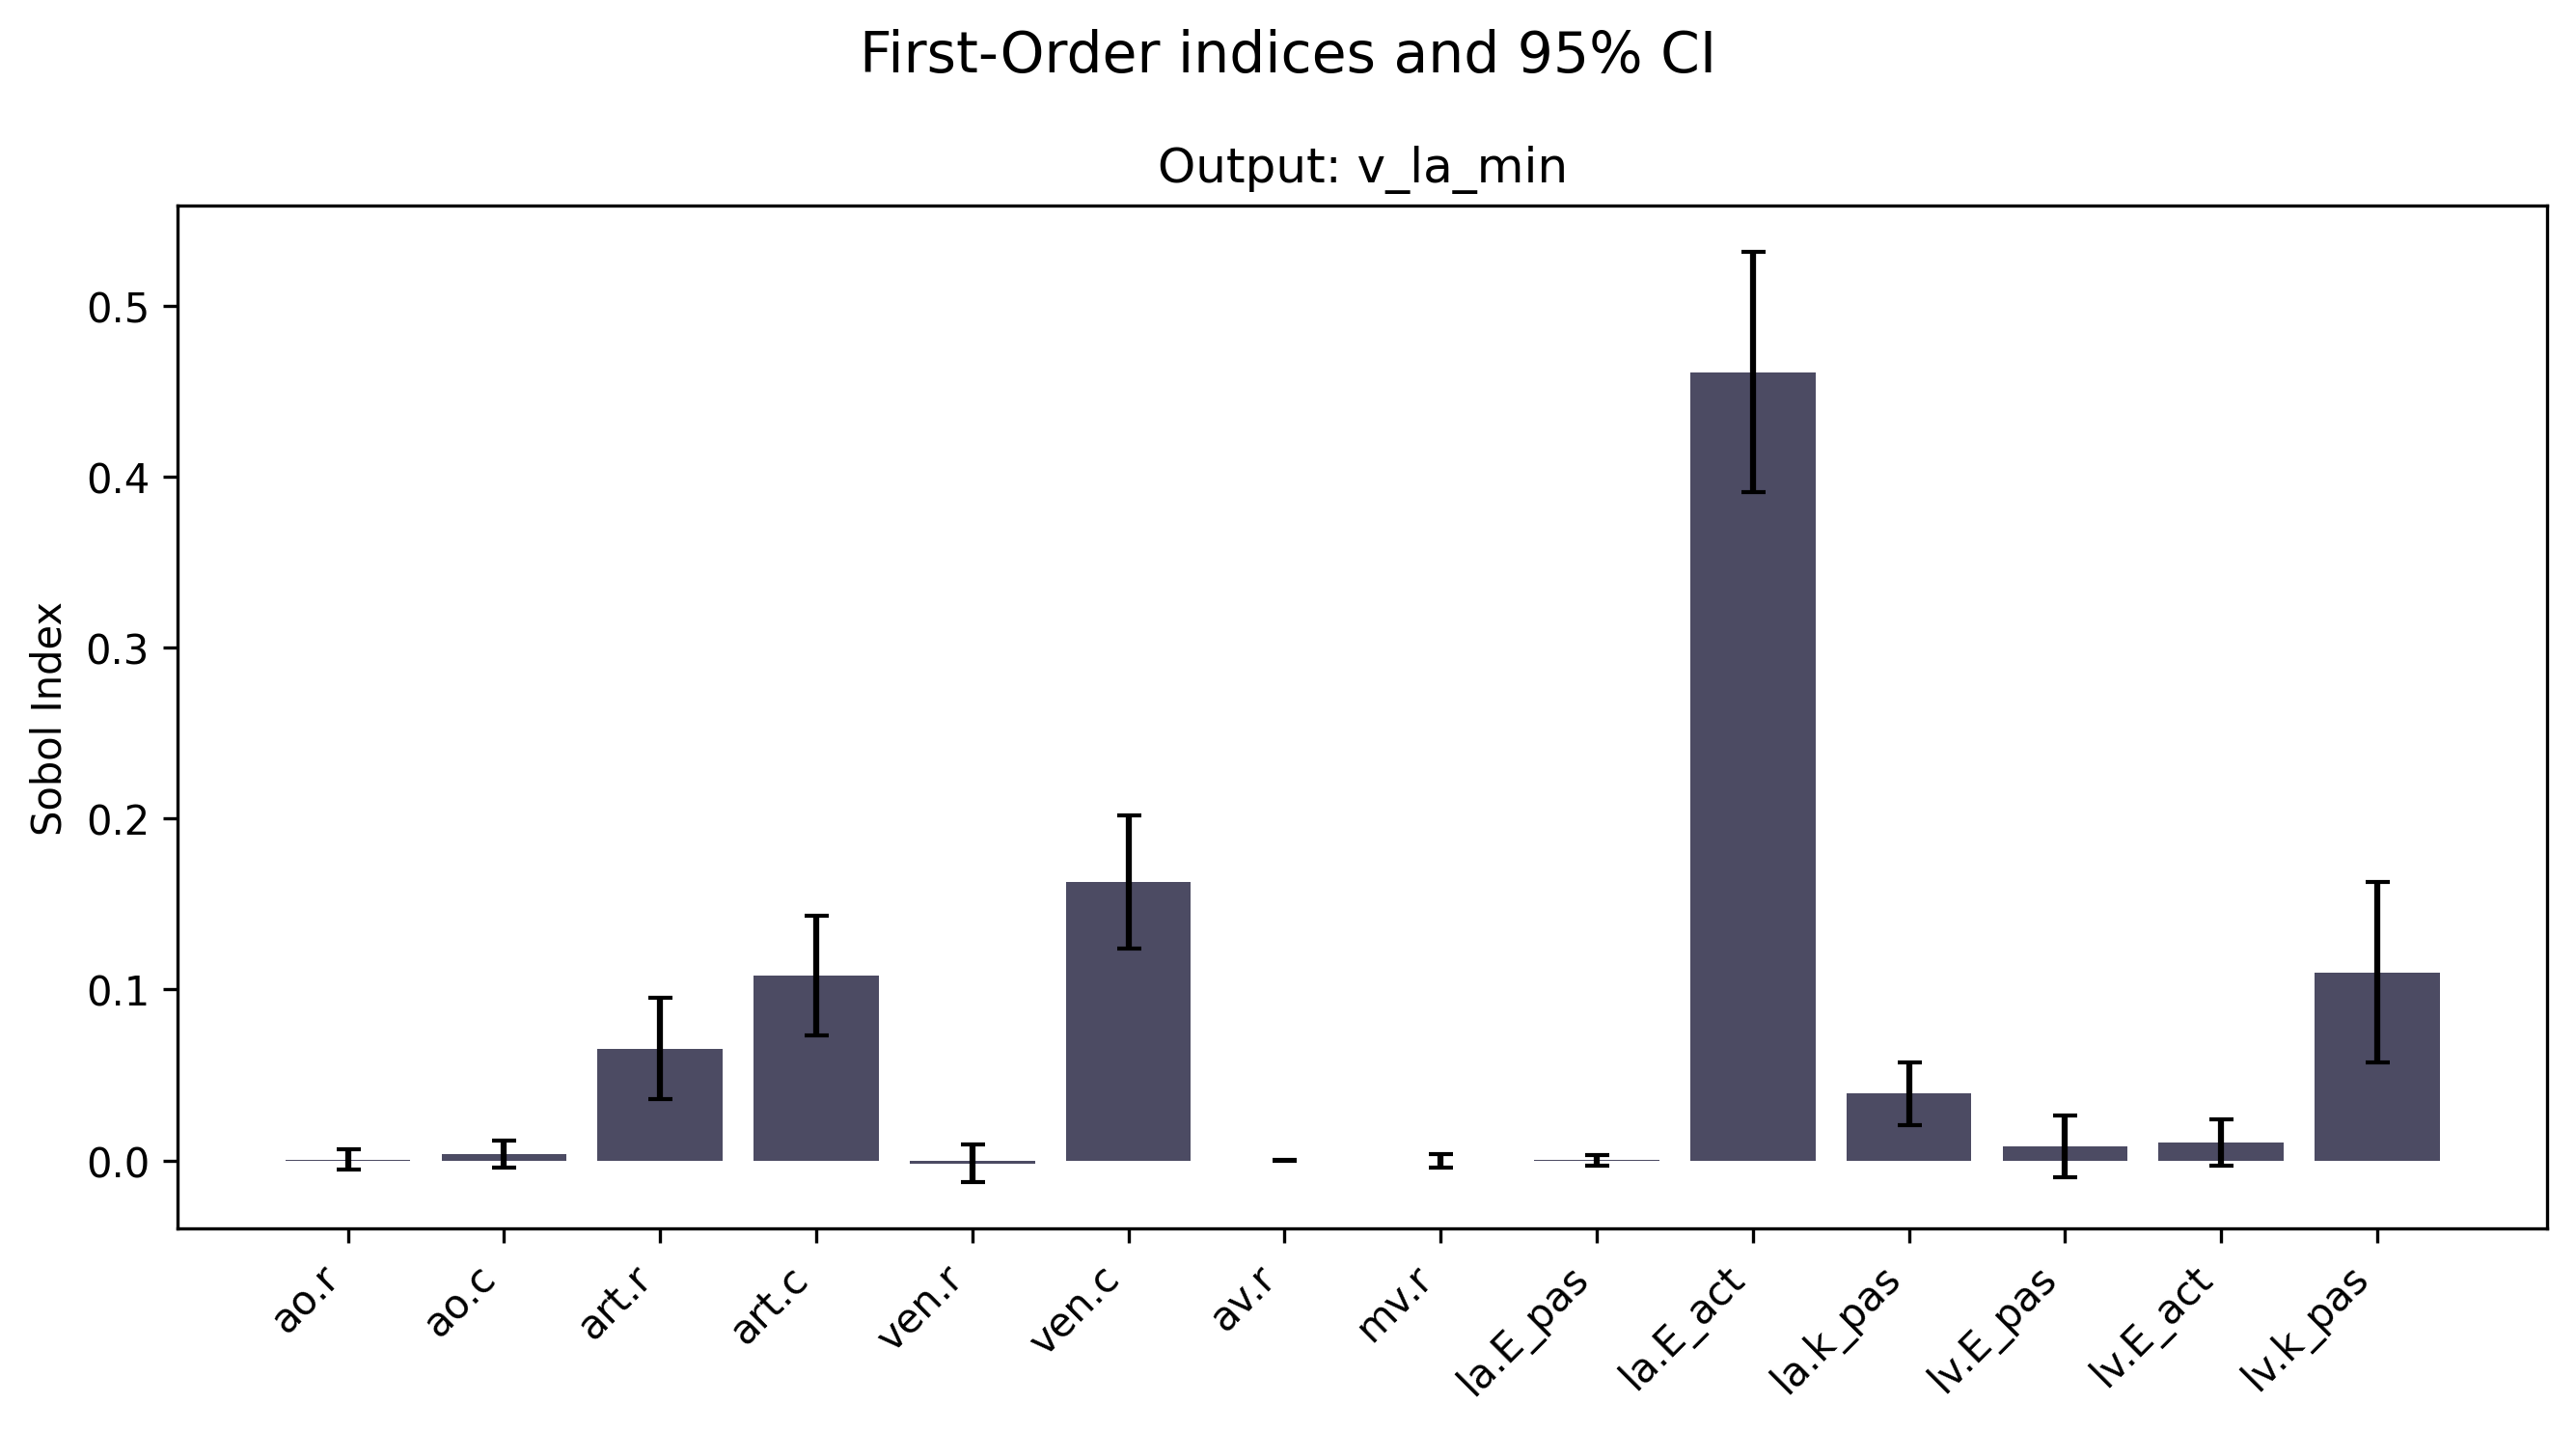 First-Order indices and 95% CI
Output: v_la_min
Sobol Index
0.5
0.4
0.3
0.2
0.1
0.0
ao.r
ao.c
art.r
art.c
ven.r
ven.c
av.r
mv.r
la.E_pas
la.E_act
la.k_pas
lv.E_pas
lv.E_act
lv.k_pas